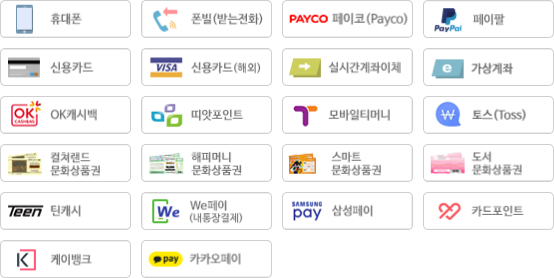 휴대폰
폰빌(받는전화)
PAYCO 페이코(Payco)
PayPal 페이팔
신용카드
VISA 신용카드(해외)
실시간계좌이체
e 가상계좌
OK CASHBAG OK캐시백
띠앗포인트
모바일티머니
₩ 토스(Toss)
컬쳐랜드
문화상품권
해피머니
문화상품권
스마트
문화상품권
도서
문화상품권
Teen 틴캐시
We We페이
(내통장결제)
SAMSUNG
pay 삼성페이
카드포인트
케이뱅크
pay 카카오페이